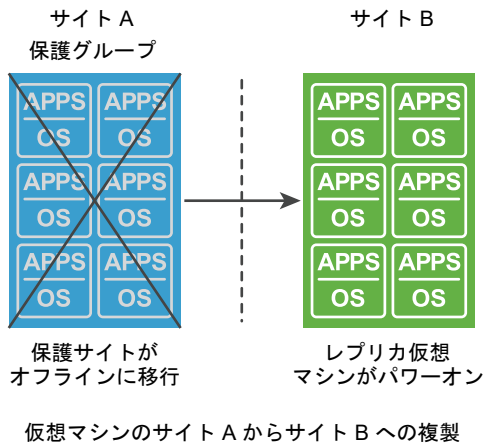 サイト A
保護グループ
サイト B
APPS APPS
OS OS
APPS APPS
OS OS
APPS APPS
OS OS
APPS APPS
OS OS
APPS APPS
OS OS
APPS APPS
OS OS
保護サイトが
オフラインに移行
レプリカ仮想
マシンがパワーオン
仮想マシンのサイト A からサイト B への複製